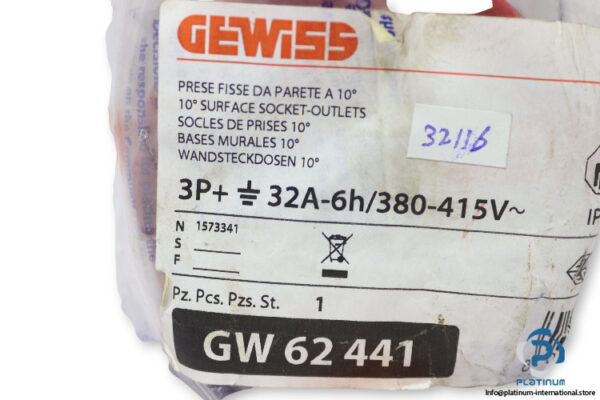 GEWISS
PRESE FISSE DA PARETE A 10°
10° SURFACE SOCKET-OUTLETS
SOCLES DE PRISES 10°
BASES MURALES 10°
WANDSTECKDOSEN 10°
32116
3P+ ⏚ 32A-6h/380-415V~
IP
N 1573341
S
F
Pz. Pcs. Pzs. St. 1
GW 62 441
PLATINUM
info@platinum-international.store